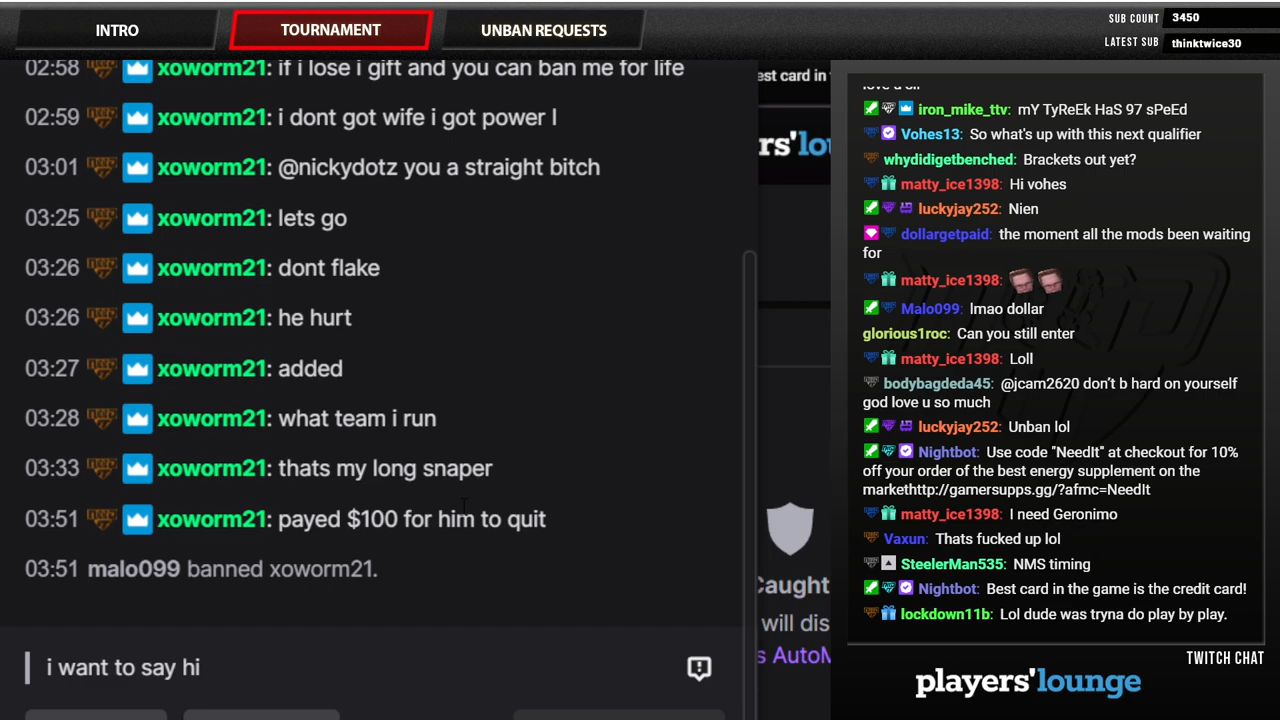 INTRO
TOURNAMENT
UNBAN REQUESTS
SUB COUNT 3450
LATEST SUB thinktwice30
02:58 xoworm21: if i lose i gift and you can ban me for life
02:59 xoworm21: i dont got wife i got power l
03:01 xoworm21: @nickydotz you a straight bitch
03:25 xoworm21: lets go
03:26 xoworm21: dont flake
03:26 xoworm21: he hurt
03:27 xoworm21: added
03:28 xoworm21: what team i run
03:33 xoworm21: thats my long snaper
03:51 xoworm21: payed $100 for him to quit
03:51 malo099 banned xoworm21.
i want to say hi
est card in
rs'lo
Caught
will dis
s AutoM
iron_mike_ttv: mY TyReEk HaS 97 sPeEd
Vohes13: So what's up with this next qualifier
whydidigetbenched: Brackets out yet?
matty_ice1398: Hi vohes
luckyjay252: Nien
dollargetpaid: the moment all the mods been waiting
for
matty_ice1398:
Malo099: lmao dollar
glorious1roc: Can you still enter
matty_ice1398: Loll
bodybagdeda45: @jcam2620 don't b hard on yourself
god love u so much
luckyjay252: Unban lol
Nightbot: Use code "NeedIt" at checkout for 10%
off your order of the best energy supplement on the
markethttp://gamersupps.gg/?afmc=NeedIt
matty_ice1398: I need Geronimo
Vaxun: Thats fucked up lol
SteelerMan535: NMS timing
Nightbot: Best card in the game is the credit card!
lockdown11b: Lol dude was tryna do play by play.
TWITCH CHAT
players'lounge